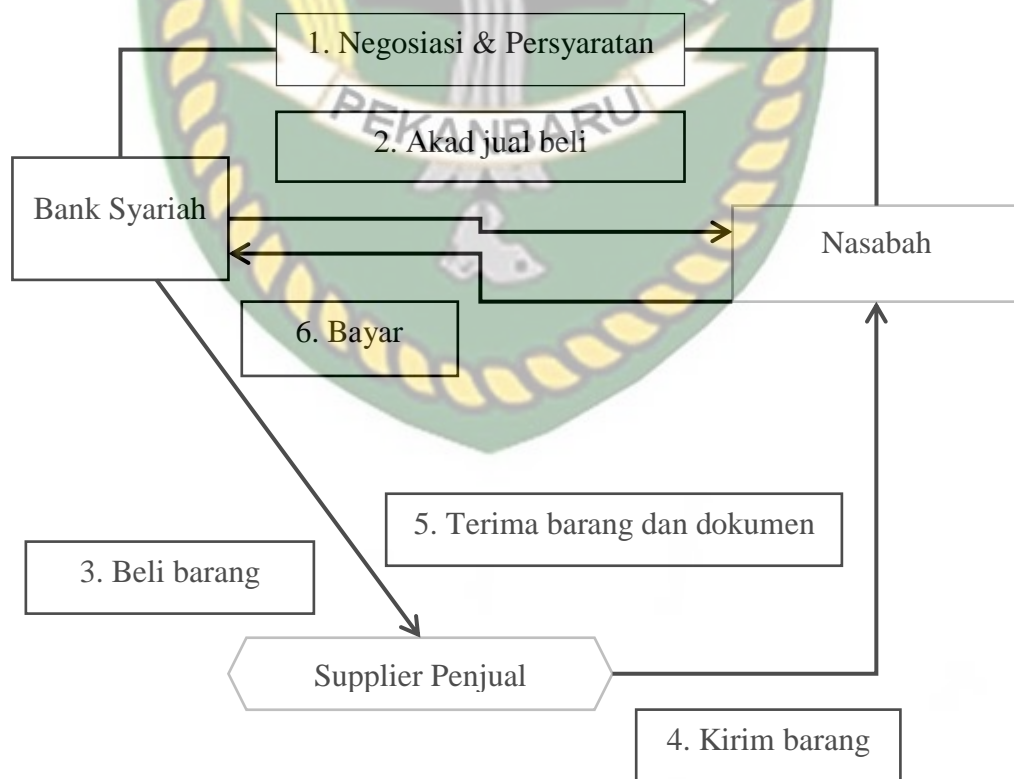 1. Negosiasi & Persyaratan
PEKANBARU
2. Akad jual beli
Bank Syariah
Nasabah
6. Bayar
5. Terima barang dan dokumen
3. Beli barang
Supplier Penjual
4. Kirim barang